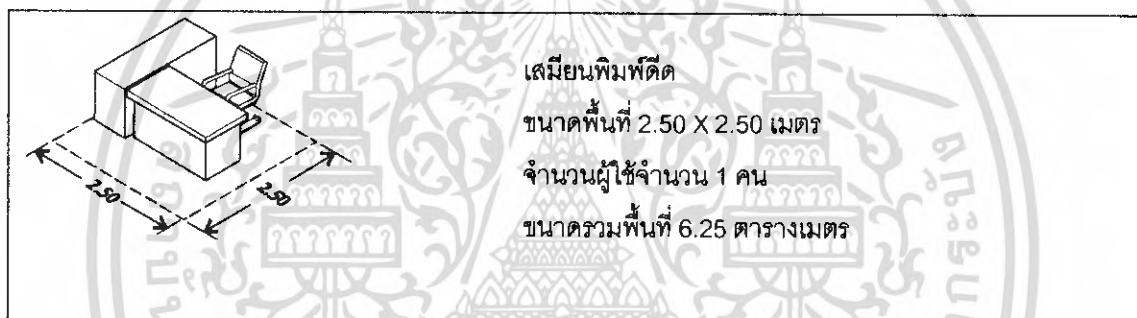 เสมียนพิมพ์ดีด
ขนาดพื้นที่ 2.50 X 2.50 เมตร
จำนวนผู้ใช้จำนวน 1 คน
ขนาดรวมพื้นที่ 6.25 ตารางเมตร
2.50
2.50